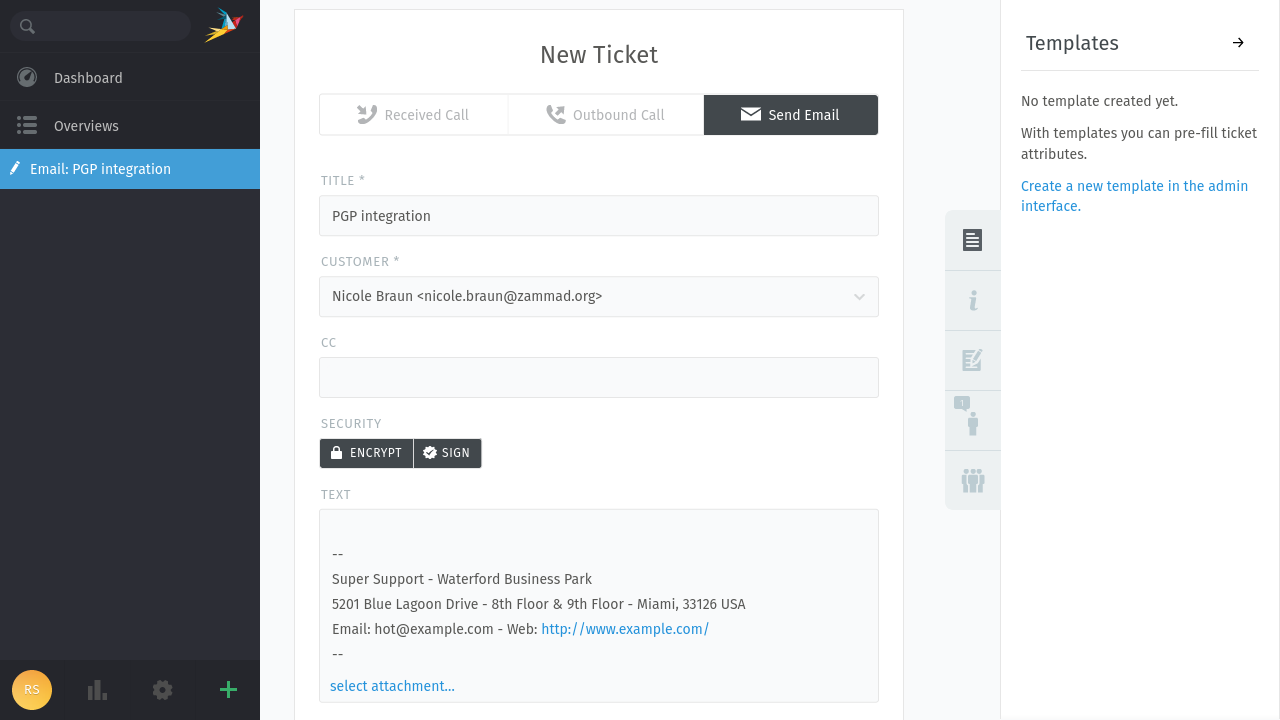 Dashboard
Overviews
Email: PGP integration
RS
New Ticket
Received Call
Outbound Call
Send Email
TITLE *
PGP integration
CUSTOMER *
Nicole Braun <nicole.braun@zammad.org>
CC
SECURITY
ENCRYPT
SIGN
TEXT
--
Super Support - Waterford Business Park
5201 Blue Lagoon Drive - 8th Floor & 9th Floor - Miami, 33126 USA
Email: hot@example.com - Web: http://www.example.com/
--
select attachment...
1
Templates
No template created yet.
With templates you can pre-fill ticket
attributes.
Create a new template in the admin
interface.